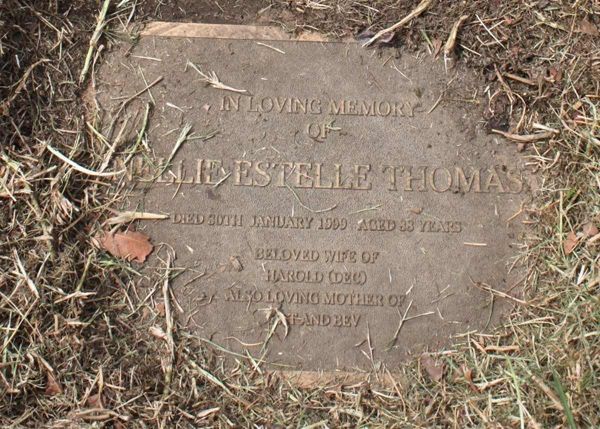 IN LOVING MEMORY
OF
NELLIE ESTELLE THOMAS
DIED 30TH JANUARY 1999 AGED 88 YEARS
BELOVED WIFE OF
HAROLD (DEC)
ALSO LOVING MOTHER OF
AND BEV